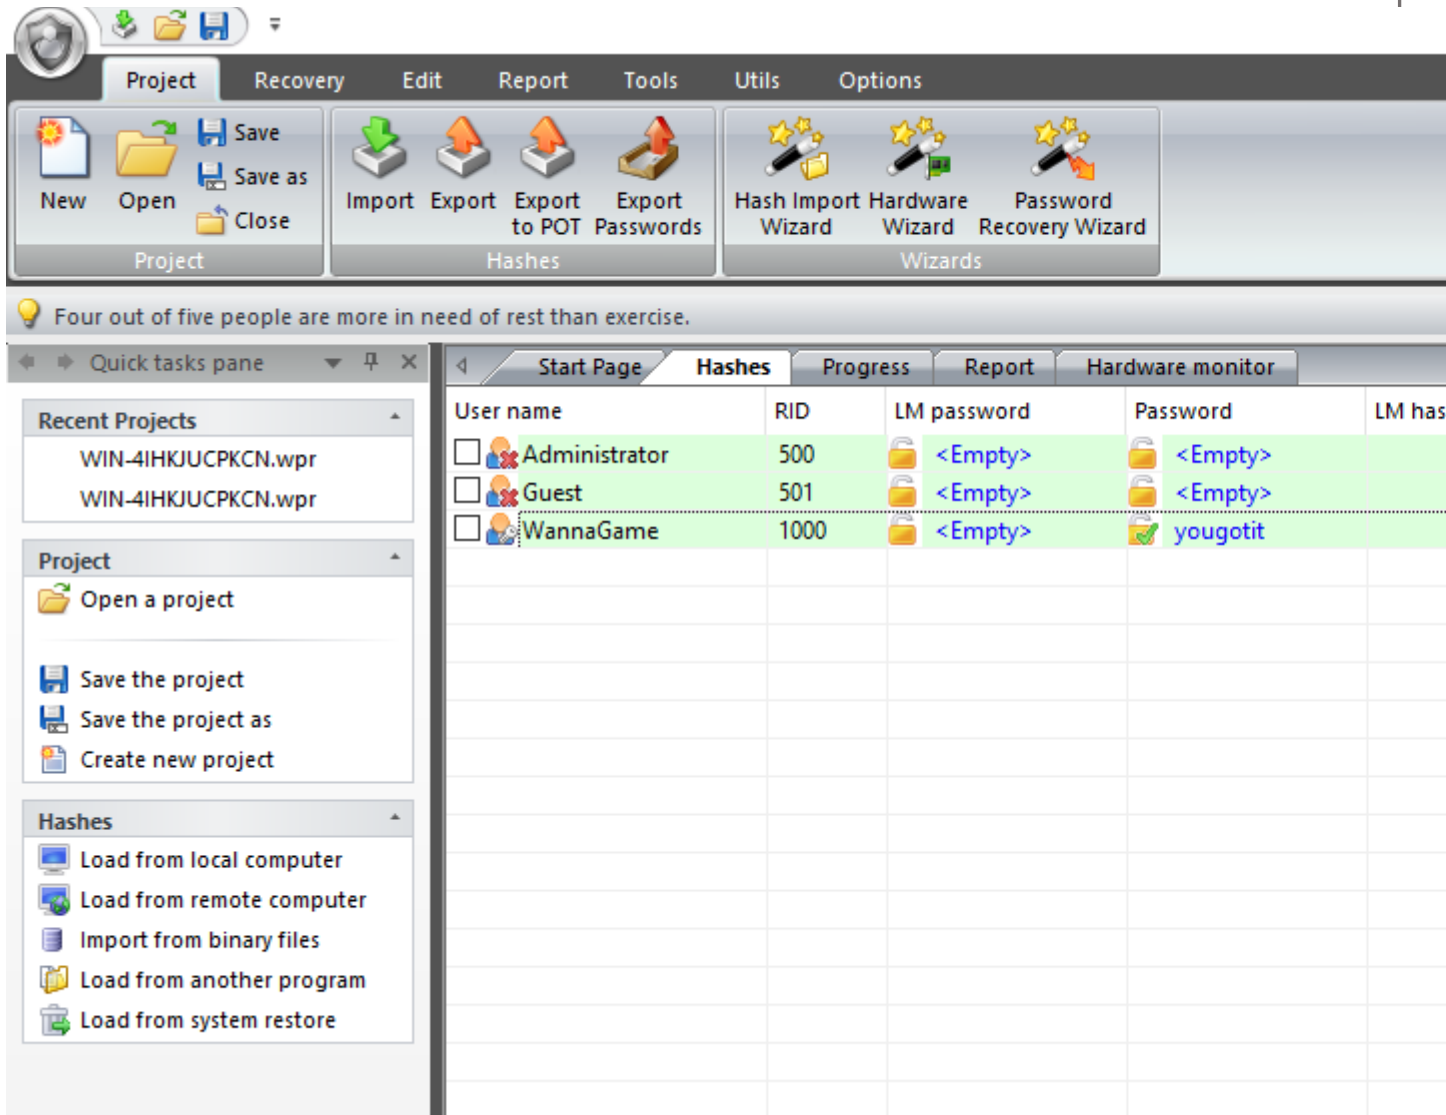 Project Recovery Edit Report Tools Utils Options
New
Open
Save
Save as
Close
Project
Import
Export
Export to POT
Export Passwords
Hashes
Hash Import Wizard
Hardware Wizard
Password Recovery Wizard
Wizards
Four out of five people are more in need of rest than exercise.
Quick tasks pane
Recent Projects
WIN-4IHKJUCPKCN.wpr
WIN-4IHKJUCPKCN.wpr
Project
Open a project
Save the project
Save the project as
Create new project
Hashes
Load from local computer
Load from remote computer
Import from binary files
Load from another program
Load from system restore
Start Page Hashes Progress Report Hardware monitor
User name RID LM password Password LM has
Administrator 500 <Empty> <Empty>
Guest 501 <Empty> <Empty>
WannaGame 1000 <Empty> yougotit